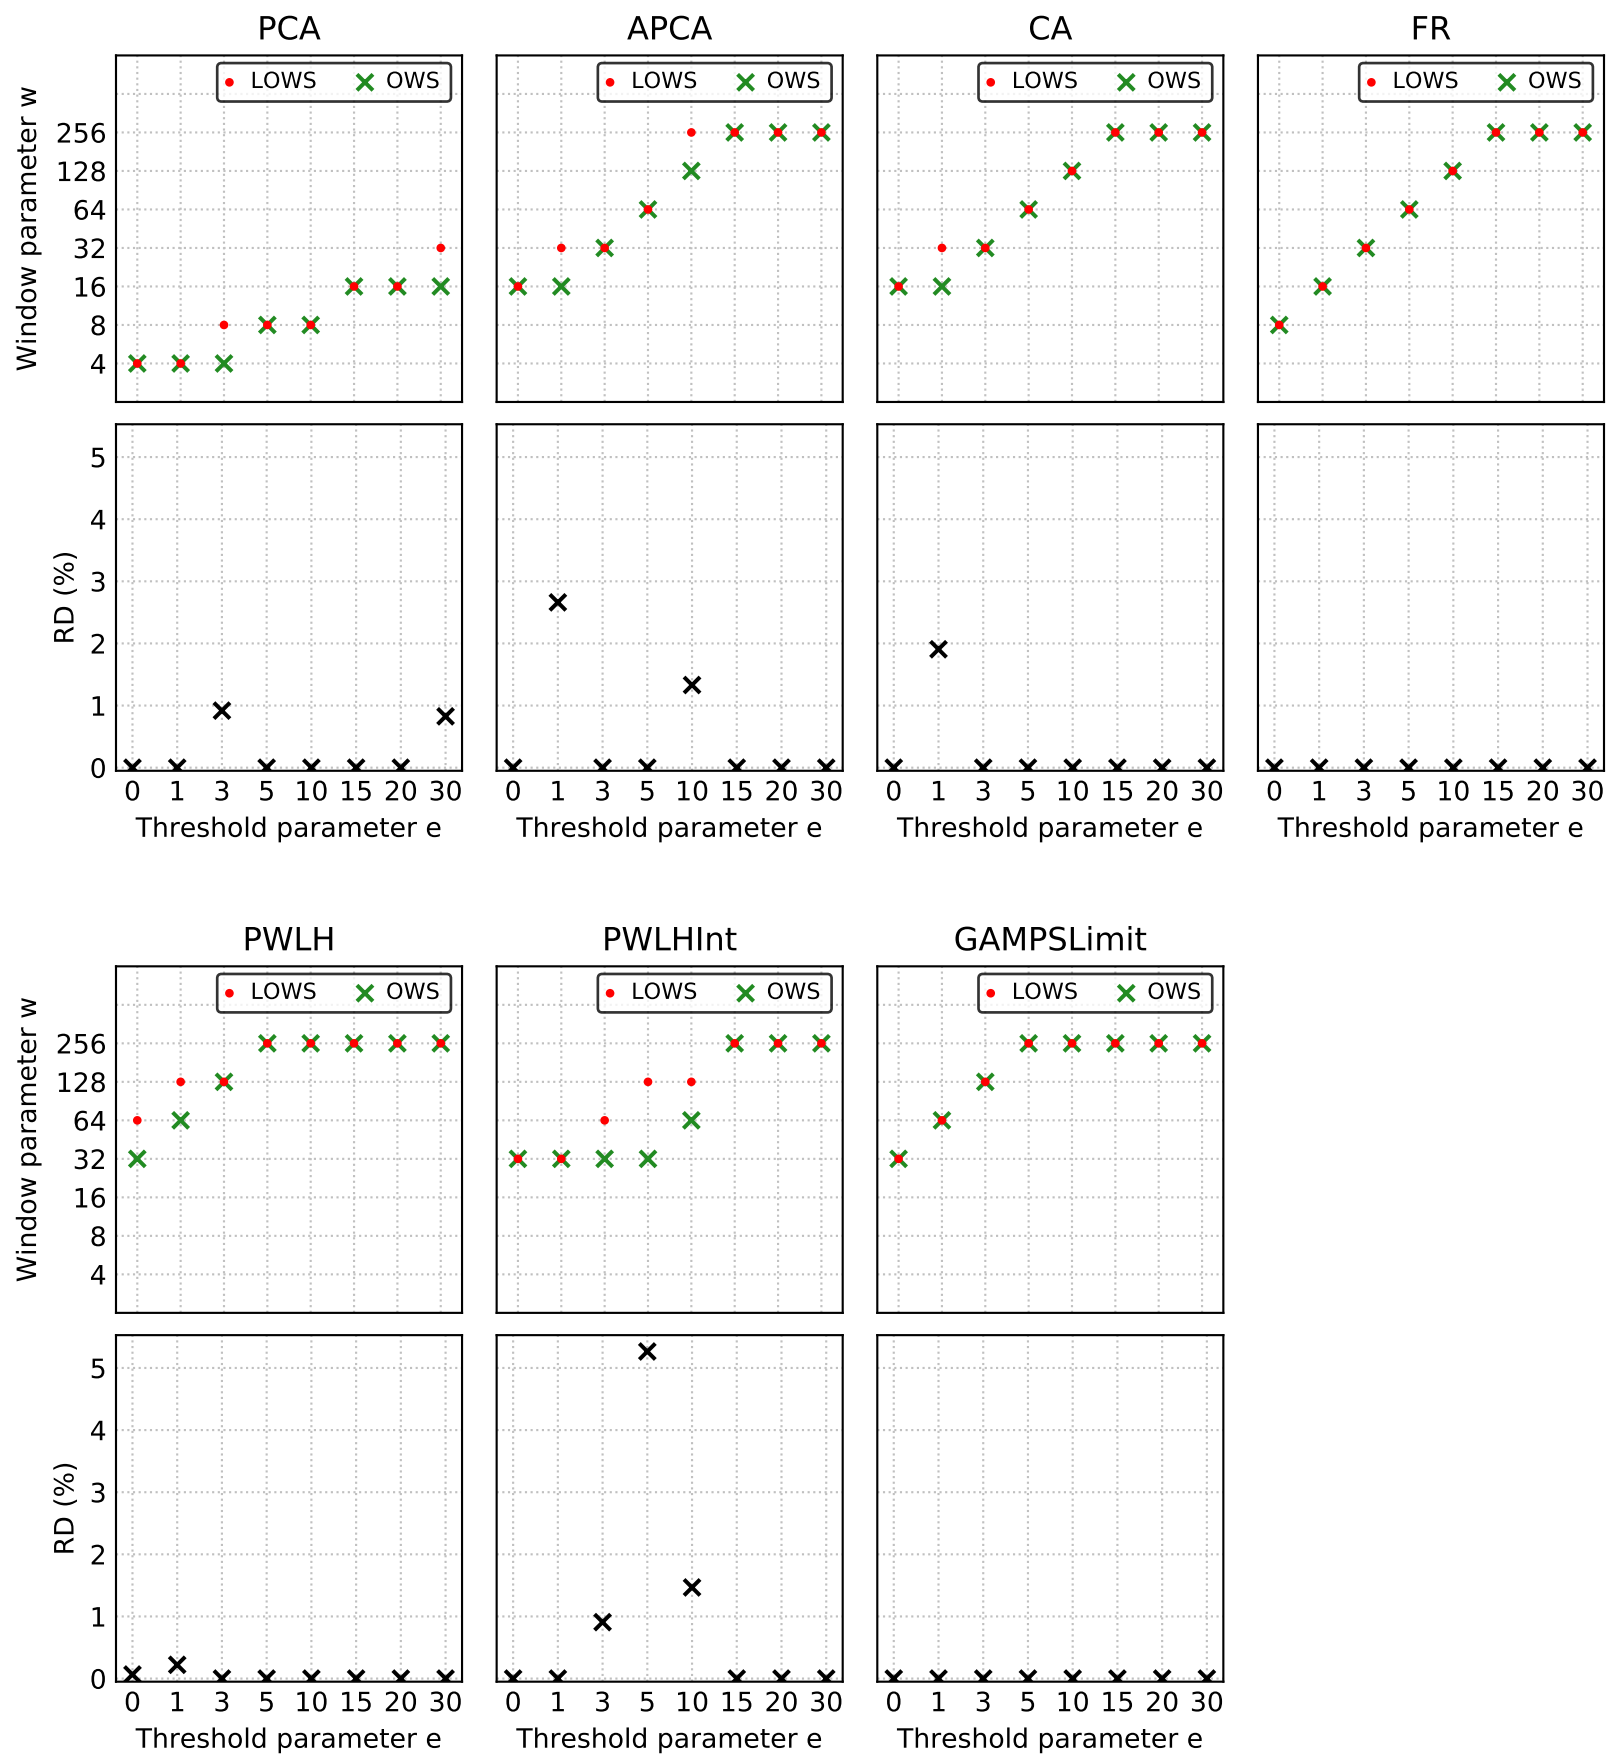 PCA APCA CA FR
LOWS OWS LOWS OWS LOWS OWS LOWS OWS
Window parameter w
256
128
64
32
16
8
4
RD (%)
5
4
3
2
1
0
0 1 3 5 10 15 20 30 0 1 3 5 10 15 20 30 0 1 3 5 10 15 20 30 0 1 3 5 10 15 20 30
Threshold parameter e Threshold parameter e Threshold parameter e Threshold parameter e
PWLH PWLHInt GAMPSLimit
LOWS OWS LOWS OWS LOWS OWS
Window parameter w
256
128
64
32
16
8
4
RD (%)
5
4
3
2
1
0
0 1 3 5 10 15 20 30 0 1 3 5 10 15 20 30 0 1 3 5 10 15 20 30
Threshold parameter e Threshold parameter e Threshold parameter e